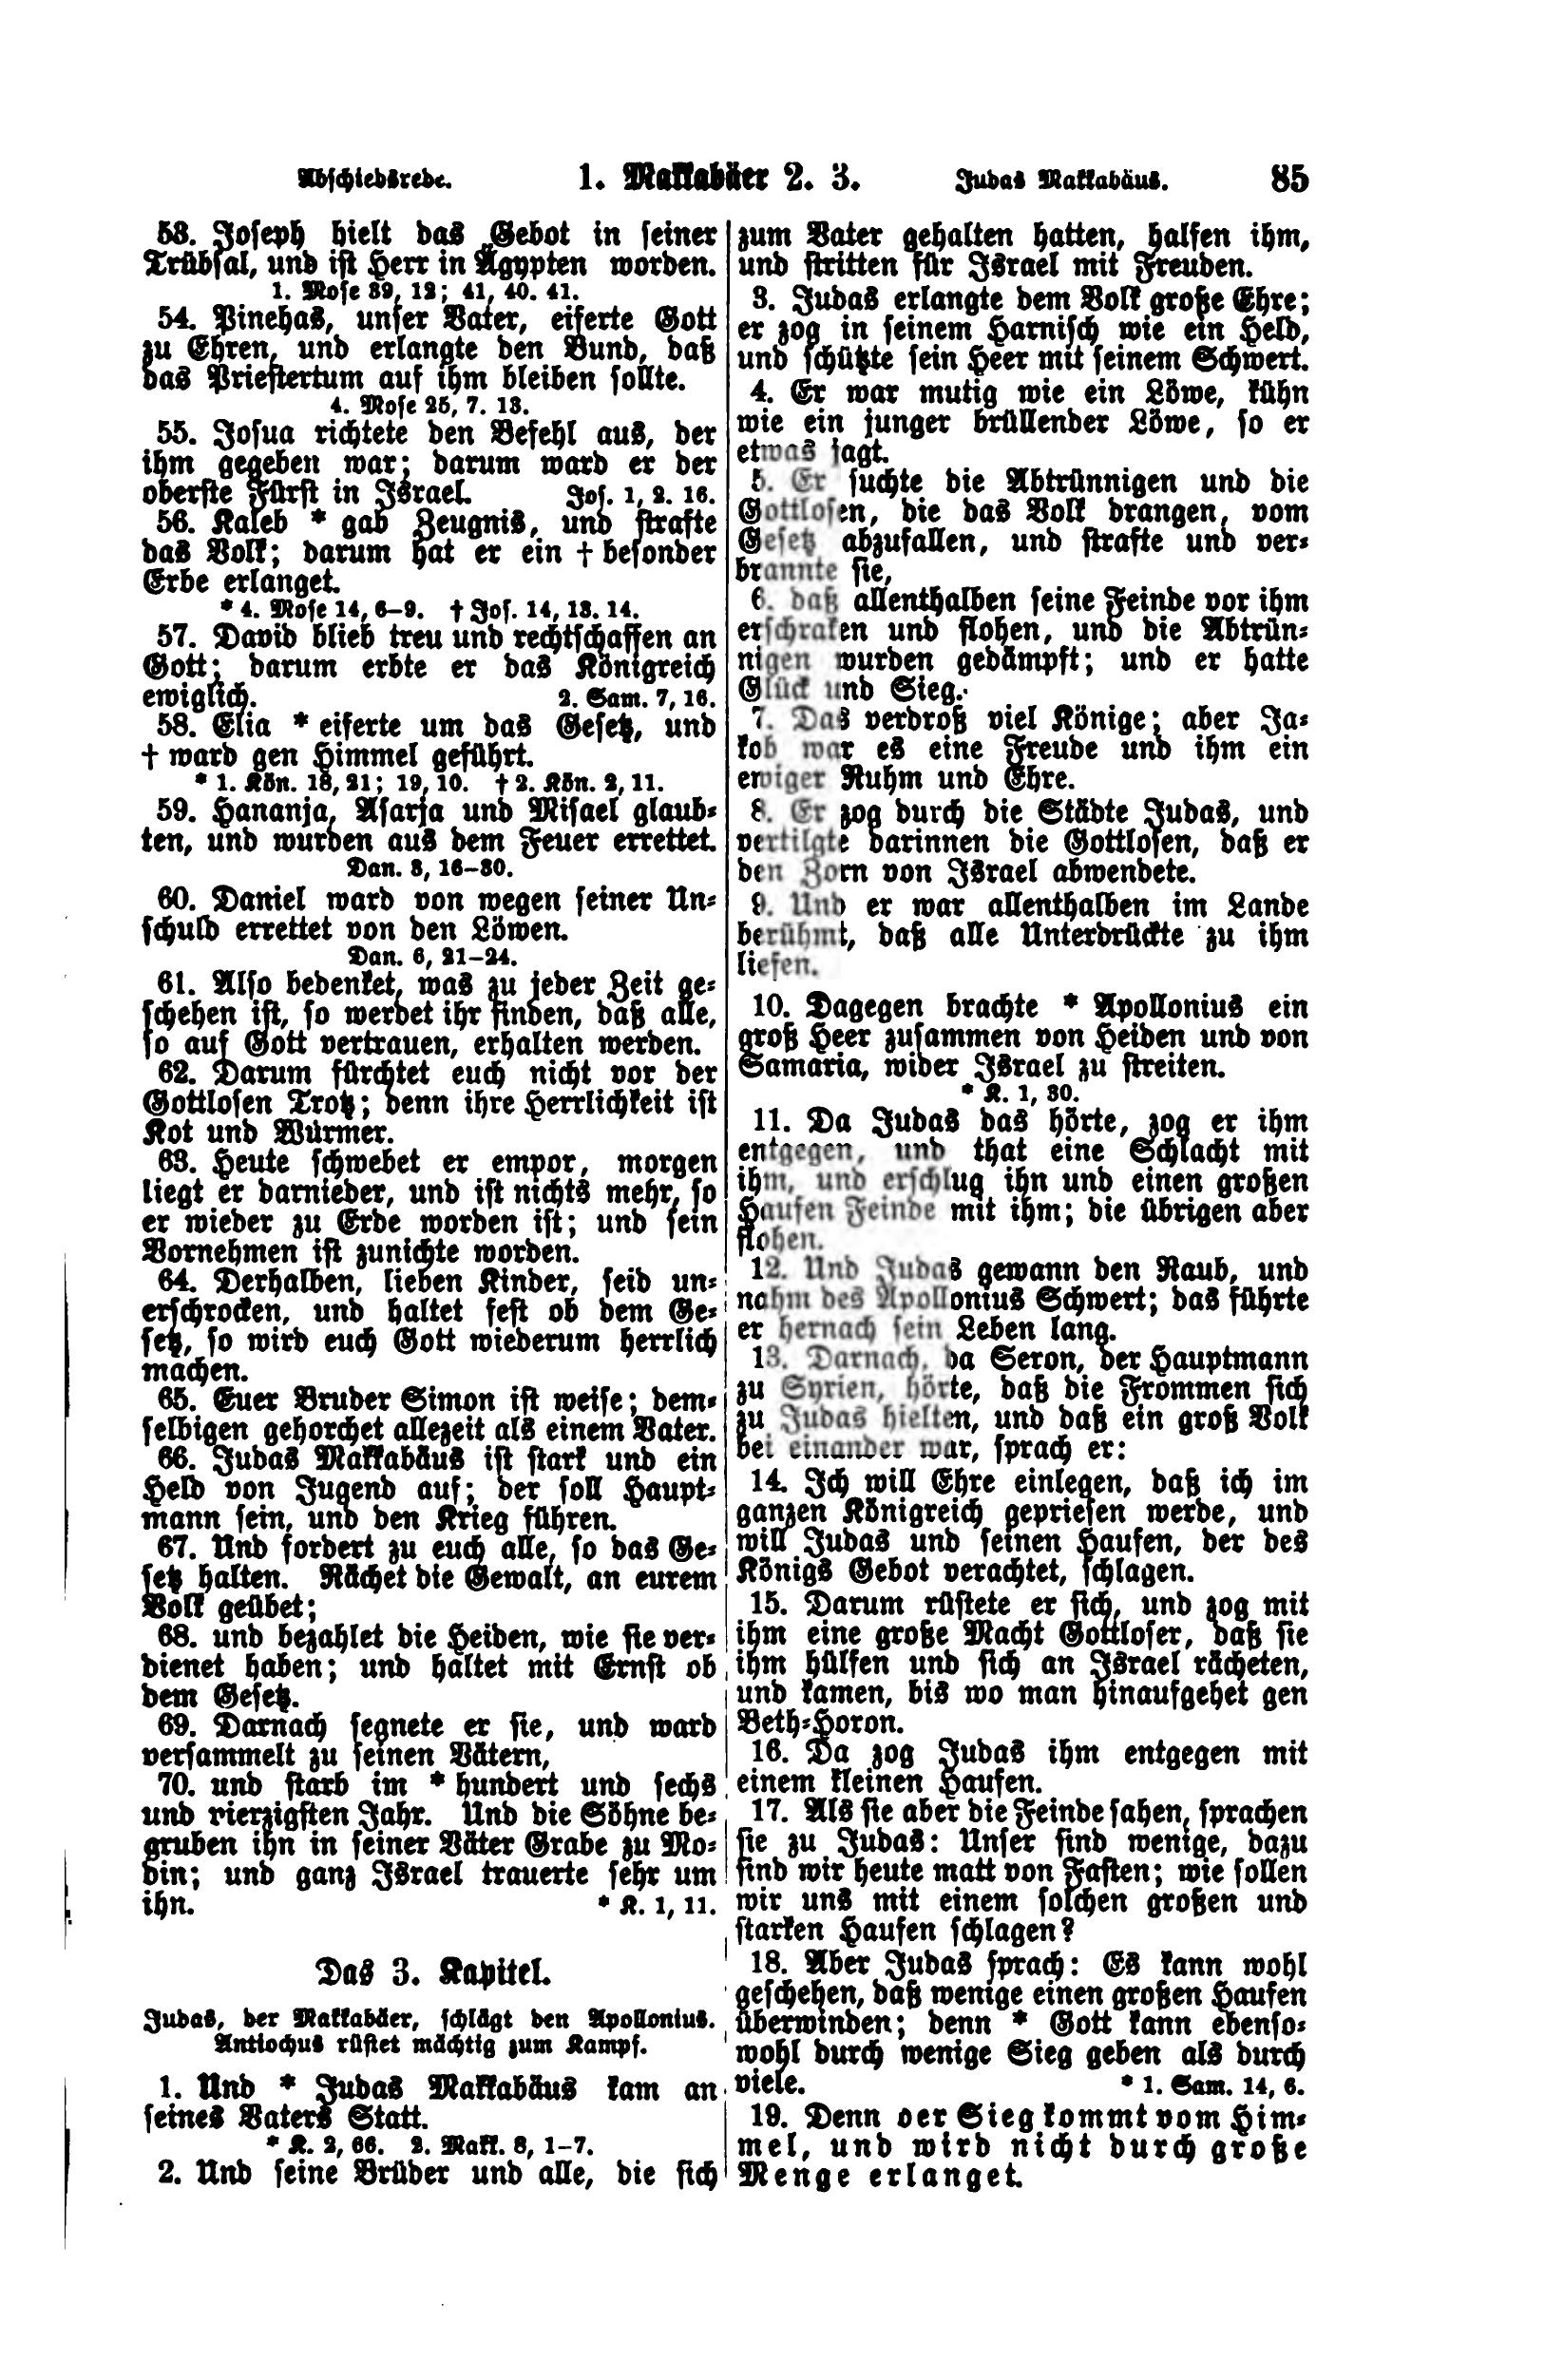 Abschiedsrede. 1. Makkabäer 2. 3. Judas Makkabäus. 85
53. Joseph hielt das Gebot in seiner
Trübsal, und ist Herr in Ägypten worden.
1. Mose 39, 12; 41, 40. 41.
54. Pinehas, unser Vater, eiferte Gott
zu Ehren, und erlangte den Bund, daß
das Priestertum auf ihm bleiben sollte.
4. Mose 25, 7. 13.
55. Josua richtete den Befehl aus, der
ihm gegeben war; darum ward er der
oberste Fürst in Israel. Jos. 1, 2. 16.
56. Kaleb * gab Zeugnis, und strafte
das Volk; darum hat er ein † besonder
Erbe erlanget.
* 4. Mose 14, 6–9. † Jos. 14, 13. 14.
57. David blieb treu und rechtschaffen an
Gott; darum erbte er das Königreich
ewiglich. 2. Sam. 7, 16.
58. Elia * eiferte um das Gesetz, und
† ward gen Himmel geführt.
* 1. Kön. 18, 21; 19, 10. † 2. Kön. 2, 11.
59. Hananja, Asarja und Misael glaub-
ten, und wurden aus dem Feuer errettet.
Dan. 3, 16–30.
60. Daniel ward von wegen seiner Un-
schuld errettet von den Löwen.
Dan. 6, 21–24.
61. Also bedenket, was zu jeder Zeit ge-
schehen ist, so werdet ihr finden, daß alle,
so auf Gott vertrauen, erhalten werden.
62. Darum fürchtet euch nicht vor der
Gottlosen Trotz; denn ihre Herrlichkeit ist
Kot und Würmer.
63. Heute schwebet er empor, morgen
liegt er darnieder, und ist nichts mehr, so
er wieder zu Erde worden ist; und sein
Vornehmen ist zunichte worden.
64. Derhalben, lieben Kinder, seid un-
erschrocken, und haltet fest ob dem Ge-
setz, so wird euch Gott wiederum herrlich
machen.
65. Euer Bruder Simon ist weise; dem-
selbigen gehorchet allezeit als einem Vater.
66. Judas Makkabäus ist stark und ein
Held von Jugend auf; der soll Haupt-
mann sein, und den Krieg führen.
67. Und fordert zu euch alle, so das Ge-
setz halten. Rächet die Gewalt, an eurem
Volk geübet;
68. und bezahlet die Heiden, wie sie ver-
dienet haben; und haltet mit Ernst ob
dem Gesetz.
69. Darnach segnete er sie, und ward
versammelt zu seinen Vätern,
70. und starb im * hundert und sechs
und vierzigsten Jahr. Und die Söhne be-
gruben ihn in seiner Väter Grabe zu Mo-
din; und ganz Israel trauerte sehr um
ihn. * K. 1, 11.
Das 3. Kapitel.
Judas, der Makkabäer, schlägt den Apollonius.
Antiochus rüstet mächtig zum Kampf.
1. Und * Judas Makkabäus kam an
seines Vaters Statt.
* K. 2, 66. 2. Makk. 8, 1–7.
2. Und seine Brüder und alle, die sich
zum Vater gehalten hatten, halfen ihm,
und stritten für Israel mit Freuden.
3. Judas erlangte dem Volk große Ehre;
er zog in seinem Harnisch wie ein Held,
und schützte sein Heer mit seinem Schwert.
4. Er war mutig wie ein Löwe, kühn
wie ein junger brüllender Löwe, so er
etwas jagt.
5. Er suchte die Abtrünnigen und die
Gottlosen, die das Volk drangen, vom
Gesetz abzufallen, und strafte und ver-
brannte sie,
6. daß allenthalben seine Feinde vor ihm
erschraken und flohen, und die Abtrün-
nigen wurden gedämpft; und er hatte
Glück und Sieg.
7. Das verdroß viel Könige; aber Ja-
kob war es eine Freude und ihm ein
ewiger Ruhm und Ehre.
8. Er zog durch die Städte Judas, und
vertilgte darinnen die Gottlosen, daß er
den Zorn von Israel abwendete.
9. Und er war allenthalben im Lande
berühmt, daß alle Unterdrückte zu ihm
liefen.
10. Dagegen brachte * Apollonius ein
groß Heer zusammen von Heiden und von
Samaria, wider Israel zu streiten.
* K. 1, 30.
11. Da Judas das hörte, zog er ihm
entgegen, und that eine Schlacht mit
ihm, und erschlug ihn und einen großen
Haufen Feinde mit ihm; die übrigen aber
flohen.
12. Und Judas gewann den Raub, und
nahm des Apollonius Schwert; das führte
er hernach sein Leben lang.
13. Darnach, da Seron, der Hauptmann
zu Syrien, hörte, daß die Frommen sich
zu Judas hielten, und daß ein groß Volk
bei einander war, sprach er:
14. Ich will Ehre einlegen, daß ich im
ganzen Königreich gepriesen werde, und
will Judas und seinen Haufen, der des
Königs Gebot verachtet, schlagen.
15. Darum rüstete er sich, und zog mit
ihm eine große Macht Gottloser, daß sie
ihm hülfen und sich an Israel rächeten,
und kamen, bis wo man hinaufgehet gen
Beth-Horon.
16. Da zog Judas ihm entgegen mit
einem kleinen Haufen.
17. Als sie aber die Feinde sahen, sprachen
sie zu Judas: Unser sind wenige, dazu
sind wir heute matt von Fasten; wie sollen
wir uns mit einem solchen großen und
starken Haufen schlagen?
18. Aber Judas sprach: Es kann wohl
geschehen, daß wenige einen großen Haufen
überwinden; denn * Gott kann ebenso-
wohl durch wenige Sieg geben als durch
viele. * 1. Sam. 14, 6.
19. Denn der Sieg kommt vom Him-
mel, und wird nicht durch große
Menge erlanget.